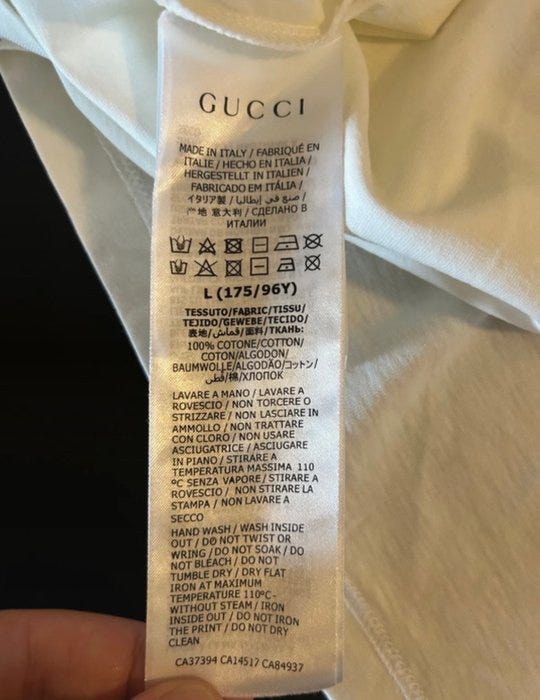 GUCCI
MADE IN ITALY / FABRIQUÉ EN
ITALIE / HECHO EN ITALIA /
HERGESTELLT IN ITALIEN /
FABRICADO EM ITÁLIA /
イタリア製 / صنع في إيطاليا /
地 意大利 / СДЕЛАНО В
ИТАЛИИ
L (175/96Y)
TESSUTO/FABRIC/TISSU/
TEJIDO/GEWEBE/TECIDO/
表地/قماش/面料/ТКАНЬ:
100% COTONE/COTTON/
COTON/ALGODON/
BAUMWOLLE/ALGODÃO/コットン/
قطن/棉/ХЛОПОК
LAVARE A MANO / LAVARE A
ROVESCIO / NON TORCERE O
STRIZZARE / NON LASCIARE IN
AMMOLLO / NON TRATTARE
CON CLORO / NON USARE
ASCIUGATRICE / ASCIUGARE
IN PIANO / STIRARE A
TEMPERATURA MASSIMA 110
ºC SENZA VAPORE / STIRARE A
ROVESCIO / NON STIRARE LA
STAMPA / NON LAVARE A
SECCO
HAND WASH / WASH INSIDE
OUT / DO NOT TWIST OR
WRING / DO NOT SOAK / DO
NOT BLEACH / DO NOT
TUMBLE DRY / DRY FLAT
IRON AT MAXIMUM
TEMPERATURE 110ºC-
WITHOUT STEAM / IRON
INSIDE OUT / DO NOT IRON
THE PRINT / DO NOT DRY
CLEAN
CA37394 CA14517 CA84937